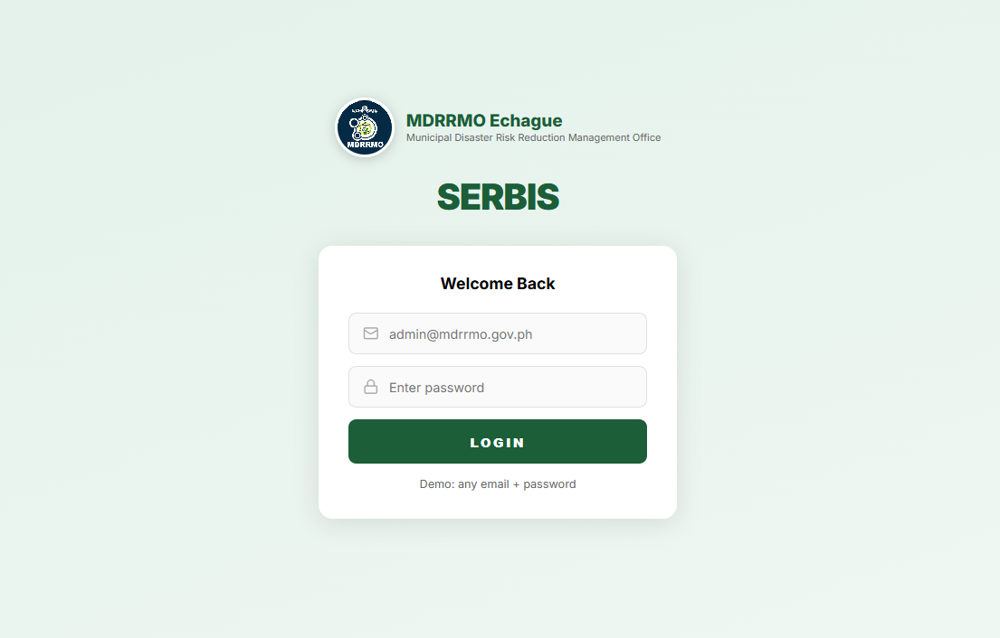 MDRRMO
MDRRMO Echague
Municipal Disaster Risk Reduction Management Office
SERBIS
Welcome Back
admin@mdrrmo.gov.ph
Enter password
LOGIN
Demo: any email + password